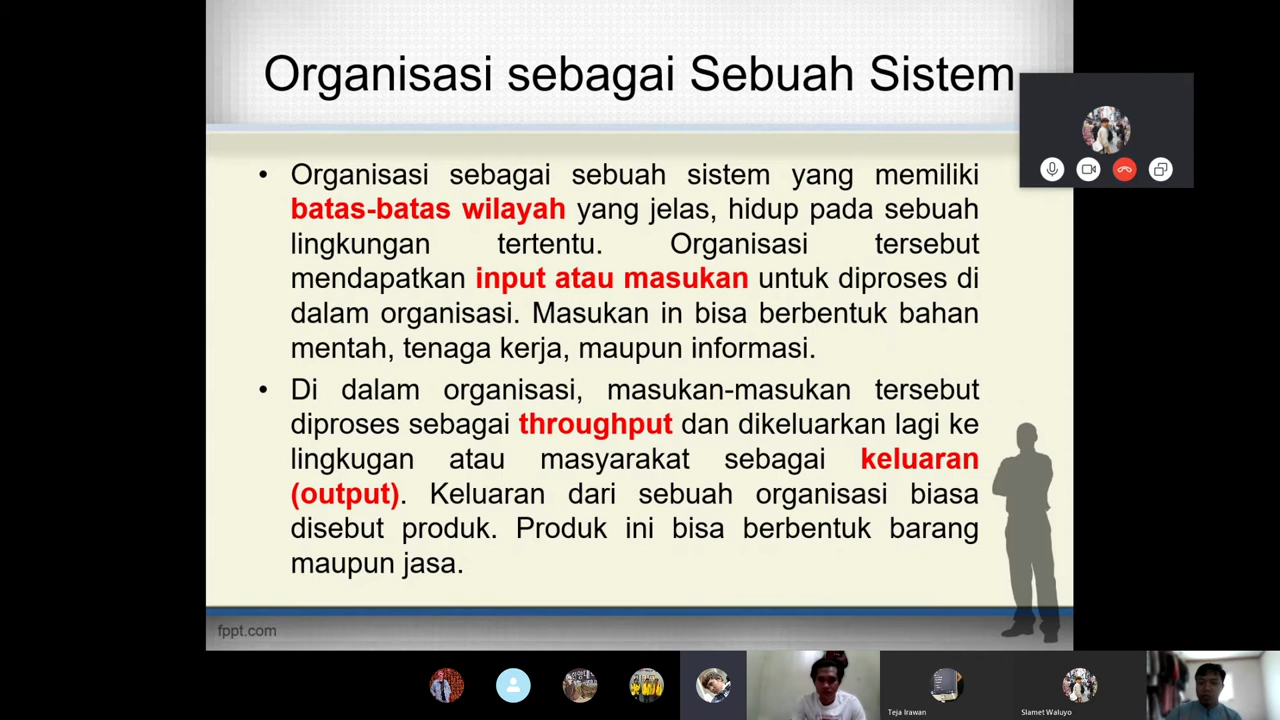 Organisasi sebagai Sebuah Sistem
• Organisasi sebagai sebuah sistem yang memiliki
batas-batas wilayah yang jelas, hidup pada sebuah
lingkungan tertentu. Organisasi tersebut
mendapatkan input atau masukan untuk diproses di
dalam organisasi. Masukan in bisa berbentuk bahan
mentah, tenaga kerja, maupun informasi.
• Di dalam organisasi, masukan-masukan tersebut
diproses sebagai throughput dan dikeluarkan lagi ke
lingkugan atau masyarakat sebagai keluaran
(output). Keluaran dari sebuah organisasi biasa
disebut produk. Produk ini bisa berbentuk barang
maupun jasa.
fppt.com
Teja Irawan
Slamet Waluyo